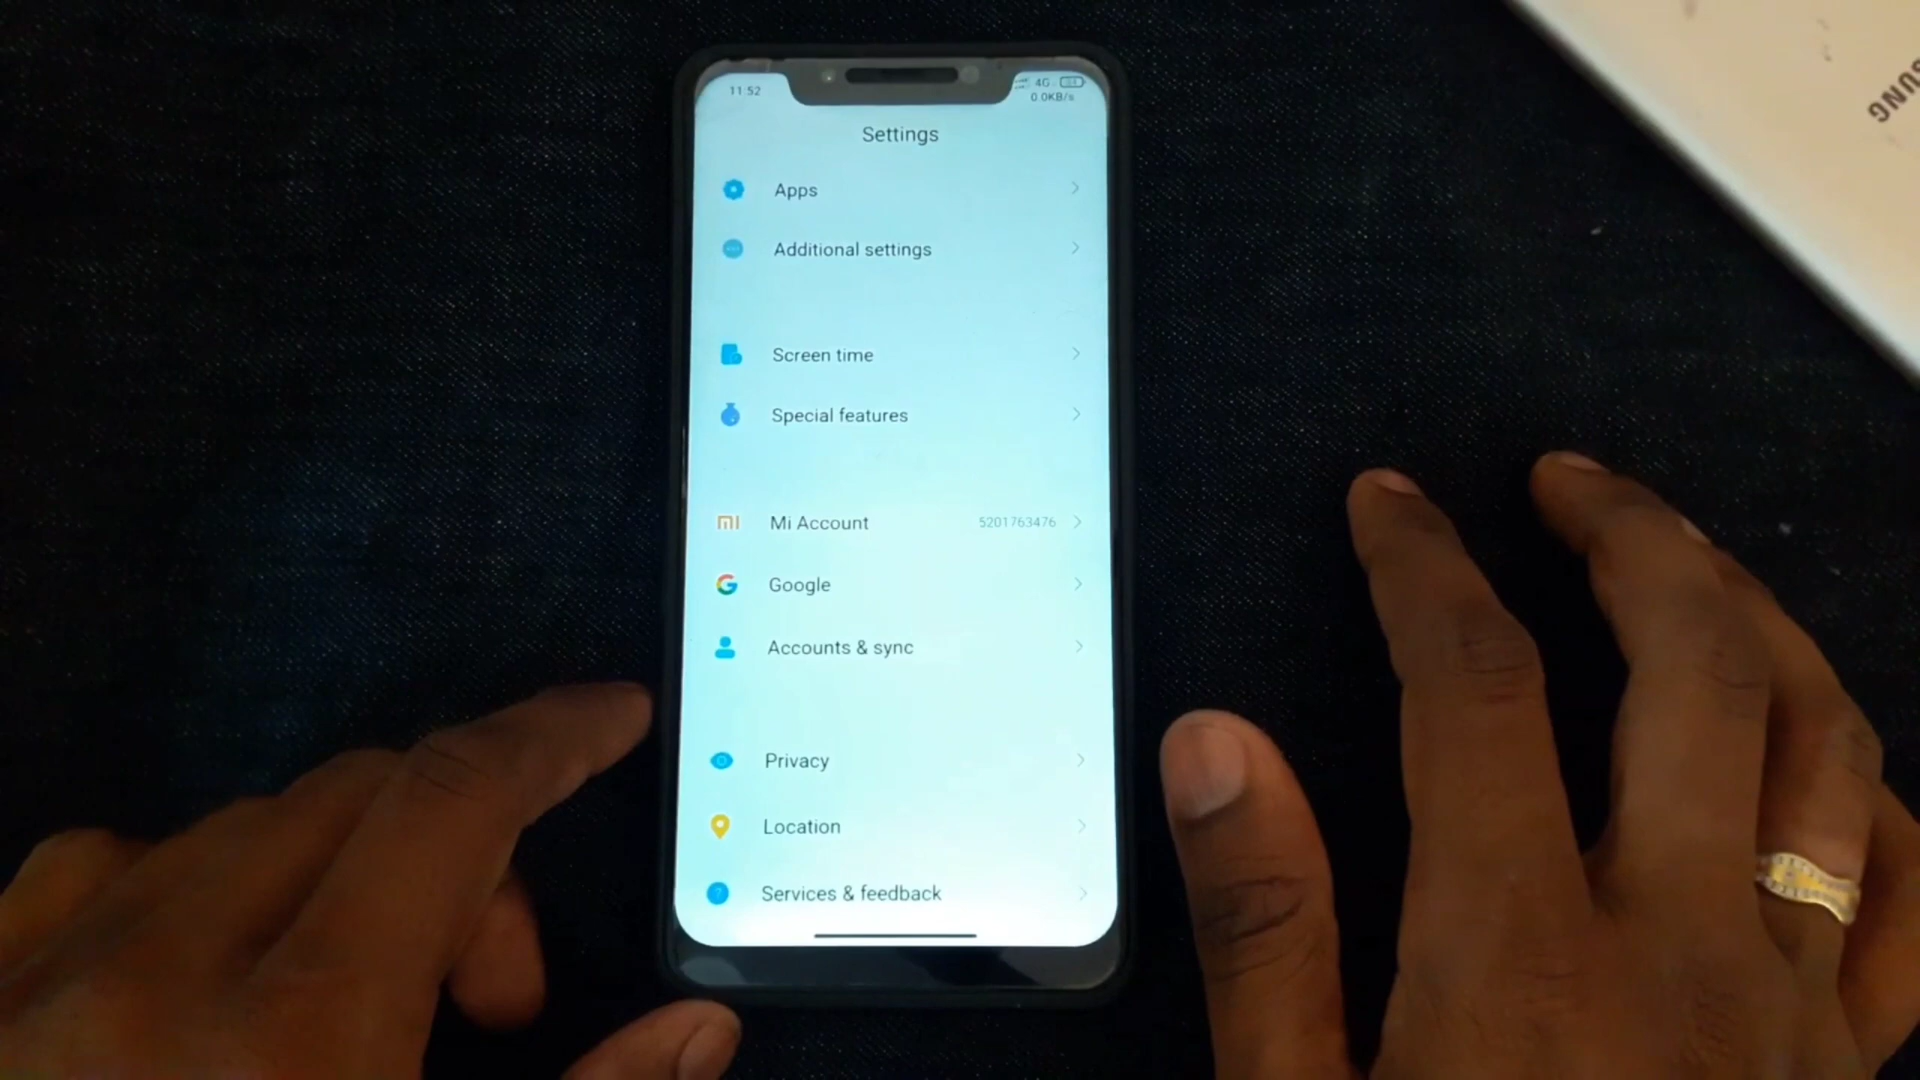 11:52
4G
0.0KB/s
Settings
Apps
Additional settings
Screen time
Special features
Mi Account 5201763476
Google
Accounts & sync
Privacy
Location
Services & feedback
SUNG